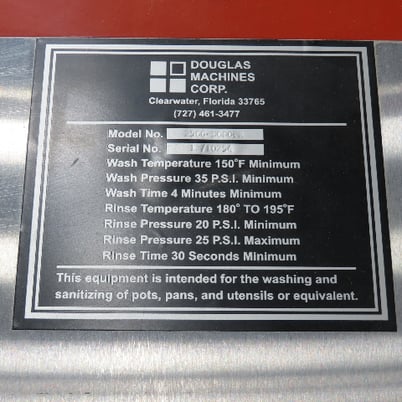 DOUGLAS
MACHINES
CORP.
Clearwater, Florida 33765
(727) 461-3477
Model No.
Serial No.
Wash Temperature 150°F Minimum
Wash Pressure 35 P.S.I. Minimum
Wash Time 4 Minutes Minimum
Rinse Temperature 180° TO 195°F
Rinse Pressure 20 P.S.I. Minimum
Rinse Pressure 25 P.S.I. Maximum
Rinse Time 30 Seconds Minimum
This equipment is intended for the washing and
sanitizing of pots, pans, and utensils or equivalent.